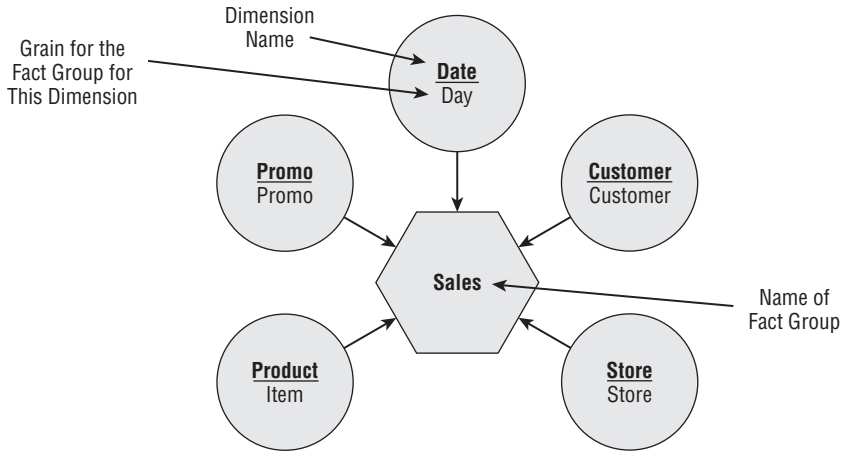 Dimension
Name
Grain for the
Fact Group for
This Dimension
Date
Day
Promo
Promo
Customer
Customer
Sales
Name of
Fact Group
Product
Item
Store
Store